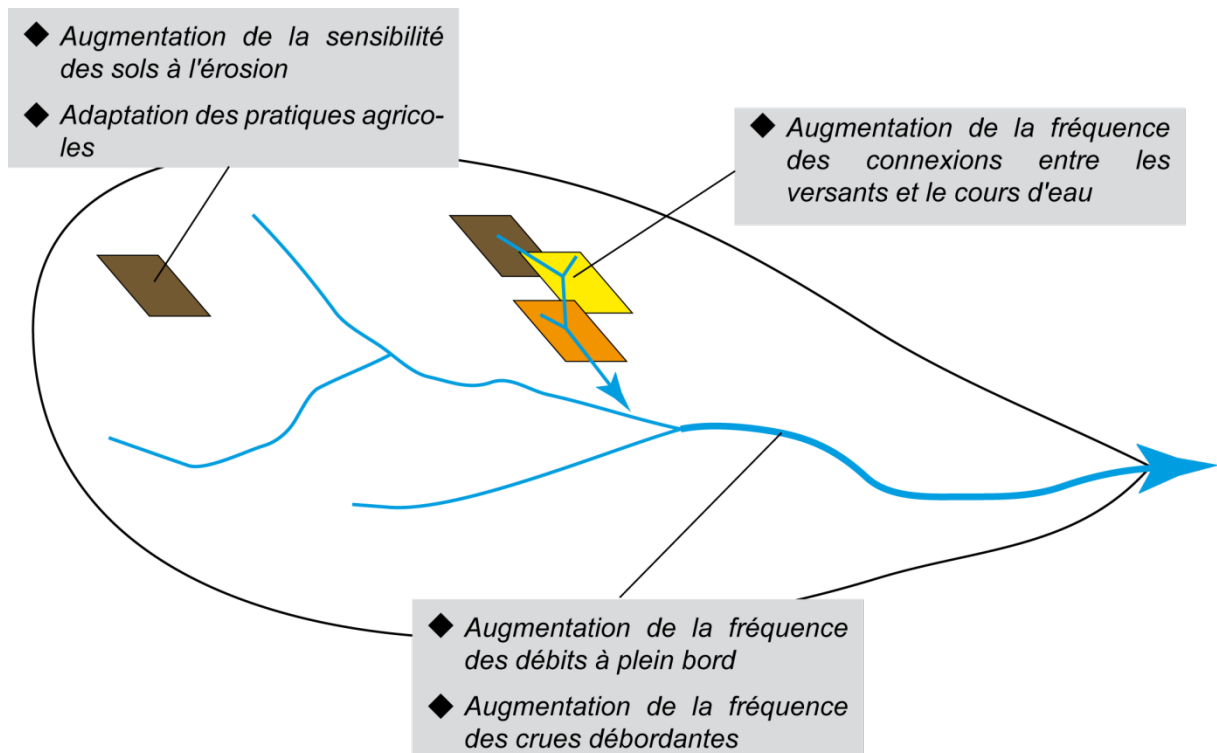 ◆ Augmentation de la sensibilité
des sols à l'érosion
◆ Adaptation des pratiques agrico-
les
◆ Augmentation de la fréquence
des connexions entre les
versants et le cours d'eau
◆ Augmentation de la fréquence
des débits à plein bord
◆ Augmentation de la fréquence
des crues débordantes